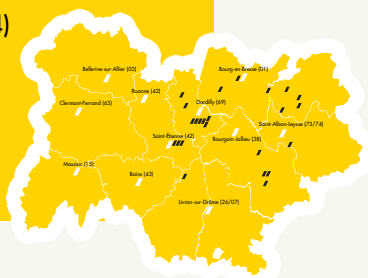 4)
Bellerive-sur-Allier (03)
Bourg-en-Bresse (01)
Roanne (42)
Clermont-Ferrand (63)
Dardilly (69)
Saint-Alban-Leysse (73/74)
Saint-Etienne (42)
Bourgoin-Jallieu (38)
Massiac (15)
Bains (43)
Livron-sur-Drôme (26/07)